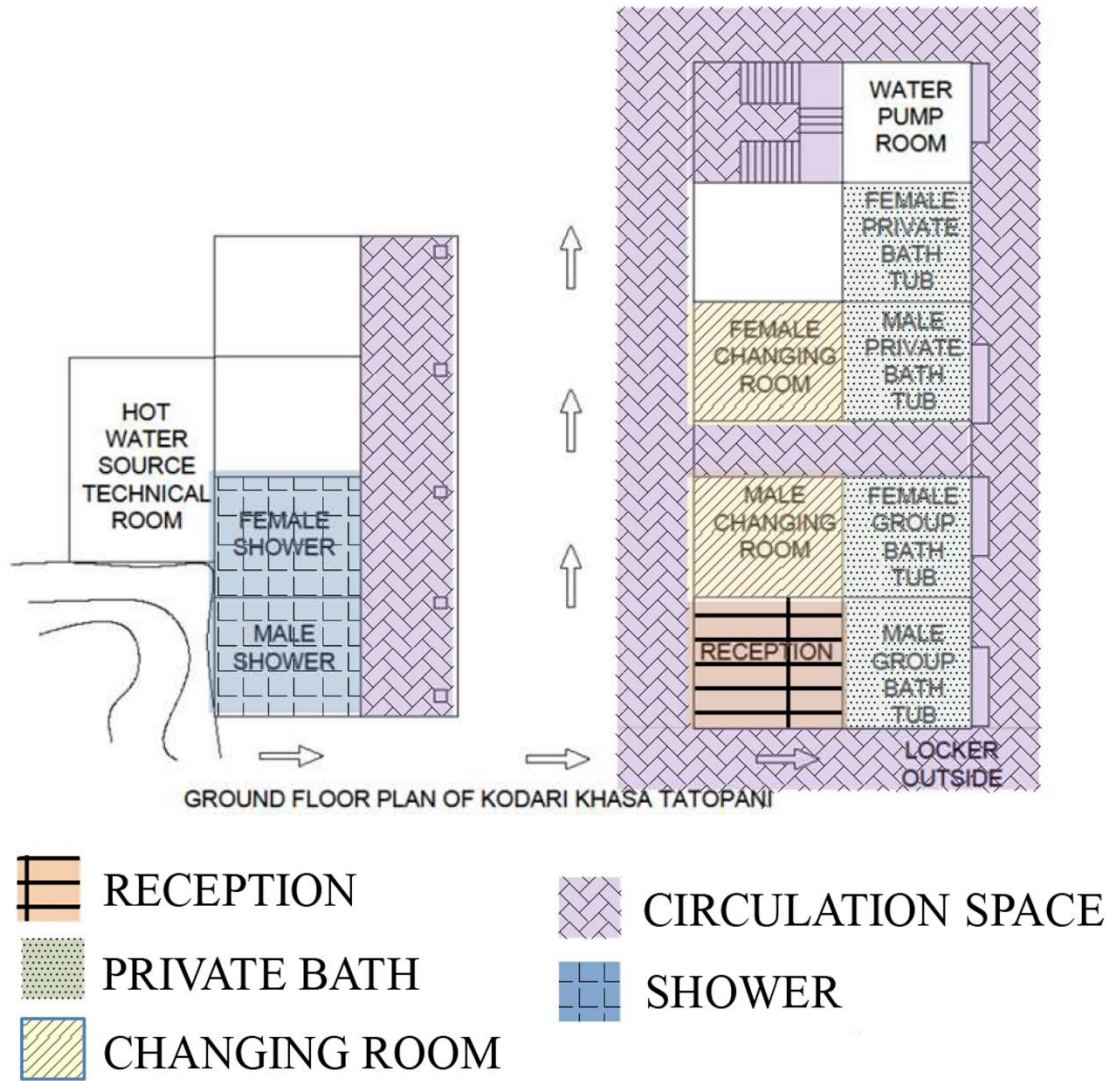 WATER
PUMP
ROOM
FEMALE
PRIVATE
BATH
TUB
FEMALE
CHANGING
ROOM
MALE
PRIVATE
BATH
TUB
HOT
WATER
SOURCE
TECHNICAL
ROOM
FEMALE
SHOWER
MALE
CHANGING
ROOM
FEMALE
GROUP
BATH
TUB
MALE
SHOWER
RECEPTION
MALE
GROUP
BATH
TUB
LOCKER
OUTSIDE
GROUND FLOOR PLAN OF KODARI KHASA TATOPANI
RECEPTION
PRIVATE BATH
CHANGING ROOM
CIRCULATION SPACE
SHOWER